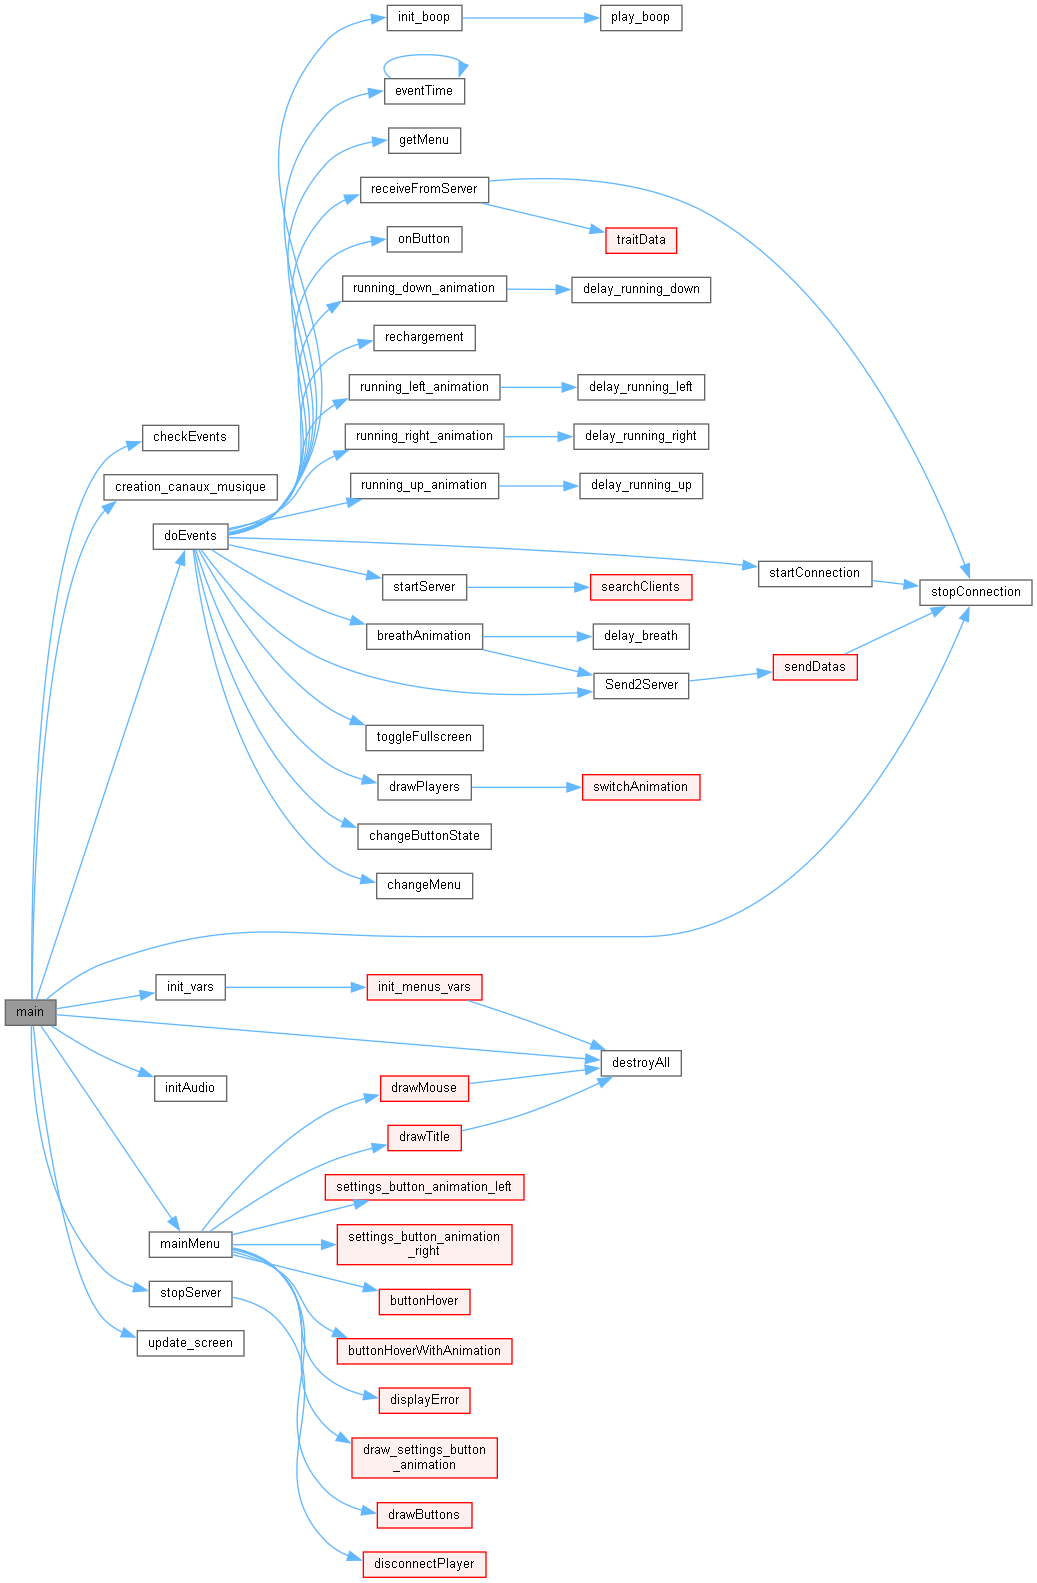 init_boop
play_boop
eventTime
getMenu
receiveFromServer
onButton
traitData
running_down_animation
delay_running_down
rechargement
running_left_animation
delay_running_left
checkEvents
running_right_animation
delay_running_right
creation_canaux_musique
running_up_animation
delay_running_up
doEvents
startConnection
startServer
searchClients
stopConnection
breathAnimation
delay_breath
sendDatas
Send2Server
toggleFullscreen
drawPlayers
switchAnimation
changeButtonState
changeMenu
init_vars
init_menus_vars
main
destroyAll
initAudio
drawMouse
drawTitle
settings_button_animation_left
mainMenu
settings_button_animation
_right
stopServer
buttonHover
update_screen
buttonHoverWithAnimation
displayError
draw_settings_button
_animation
drawButtons
disconnectPlayer